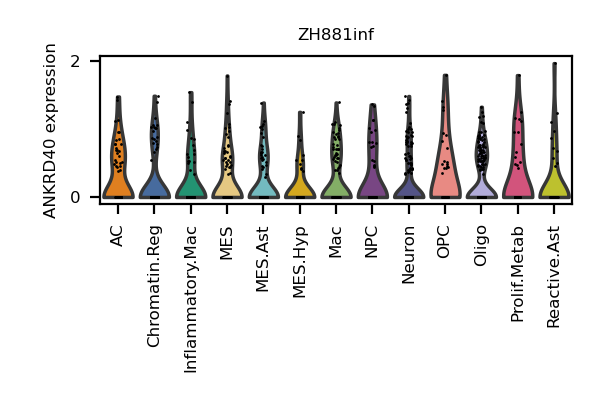 ZH881inf
ANKRD40 expression
2
0
AC
Chromatin.Reg
Inflammatory.Mac
MES
MES.Ast
MES.Hyp
Mac
NPC
Neuron
OPC
Oligo
Prolif.Metab
Reactive.Ast